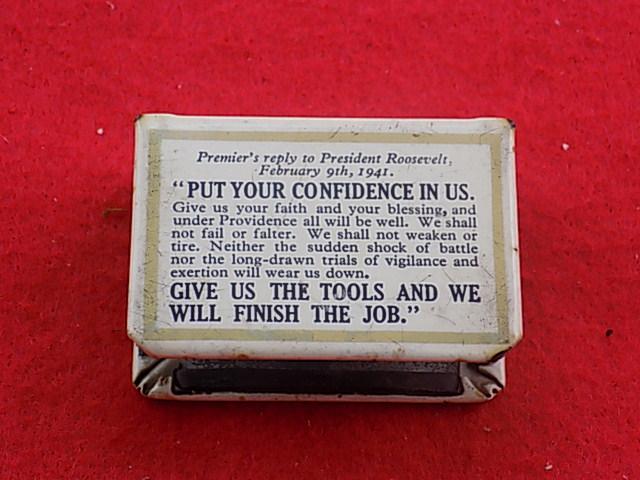 Premier's reply to President Roosevelt,
February 9th, 1941.
"PUT YOUR CONFIDENCE IN US.
Give us your faith and your blessing, and
under Providence all will be well. We shall
not fail or falter. We shall not weaken or
tire. Neither the sudden shock of battle
nor the long-drawn trials of vigilance and
exertion will wear us down.
GIVE US THE TOOLS AND WE
WILL FINISH THE JOB."